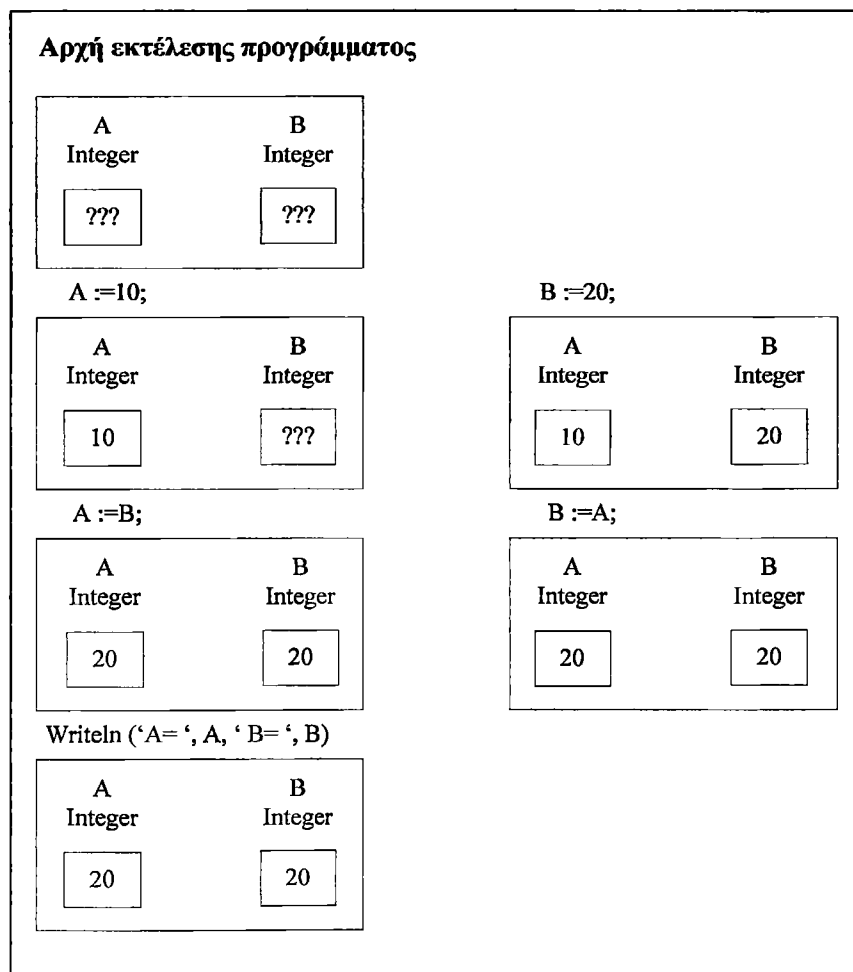 Αρχή εκτέλεσης προγράμματος
A B
Integer Integer
??? ???
A :=10; B :=20;
A B A B
Integer Integer Integer Integer
10 ??? 10 20
A :=B; B :=A;
A B A B
Integer Integer Integer Integer
20 20 20 20
Writeln (‘A= ‘, A, ‘ B= ‘, B)
A B
Integer Integer
20 20